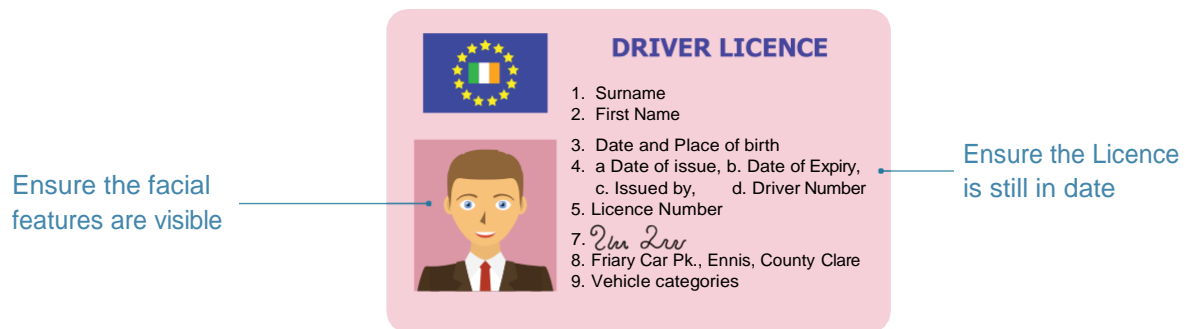 DRIVER LICENCE
1. Surname
2. First Name
3. Date and Place of birth
4. a Date of issue, b. Date of Expiry,
c. Issued by, d. Driver Number
5. Licence Number
7.
8. Friary Car Pk., Ennis, County Clare
9. Vehicle categories
Ensure the facial
features are visible
Ensure the Licence
is still in date